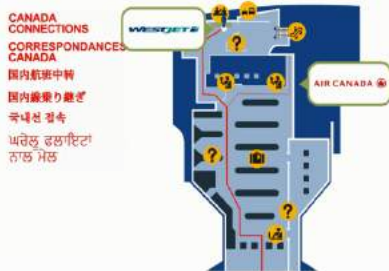 CANADA
CONNECTIONS
CORRESPONDANCES
CANADA
国内航班中转
国内線乗り継ぎ
국내선 접속
ਘਰੇਲੂ ਫਲਾਇਟਾਂ
ਨਾਲ ਮੇਲ
WESTJET
AIR CANADA
?
?
?